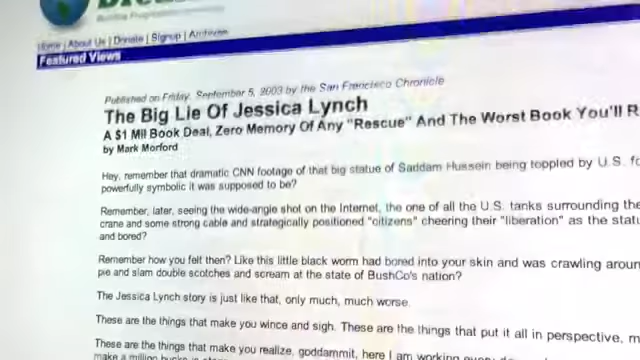 Home | About Us | Donate | Signup | Archives
Featured Views
Published on Friday, September 5, 2003 by the San Francisco Chronicle
The Big Lie Of Jessica Lynch
A $1 Mil Book Deal, Zero Memory Of Any "Rescue" And The Worst Book You'll R
by Mark Morford
Hey, remember that dramatic CNN footage of that big statue of Saddam Hussein being toppled by U.S. fo
powerfully symbolic it was supposed to be?
Remember, later, seeing the wide-angle shot on the Internet, the one of all the U.S. tanks surrounding the
crane and some strong cable and strategically positioned "citizens" cheering their "liberation" as the statu
and bored?
Remember how you felt then? Like this little black worm had bored into your skin and was crawling aroun
pie and slam double scotches and scream at the state of BushCo's nation?
The Jessica Lynch story is just like that, only much, much worse.
These are the things that make you wince and sigh. These are the things that put it all in perspective, m
These are the things that make you realize, goddammit, here I am working
make a million bucks